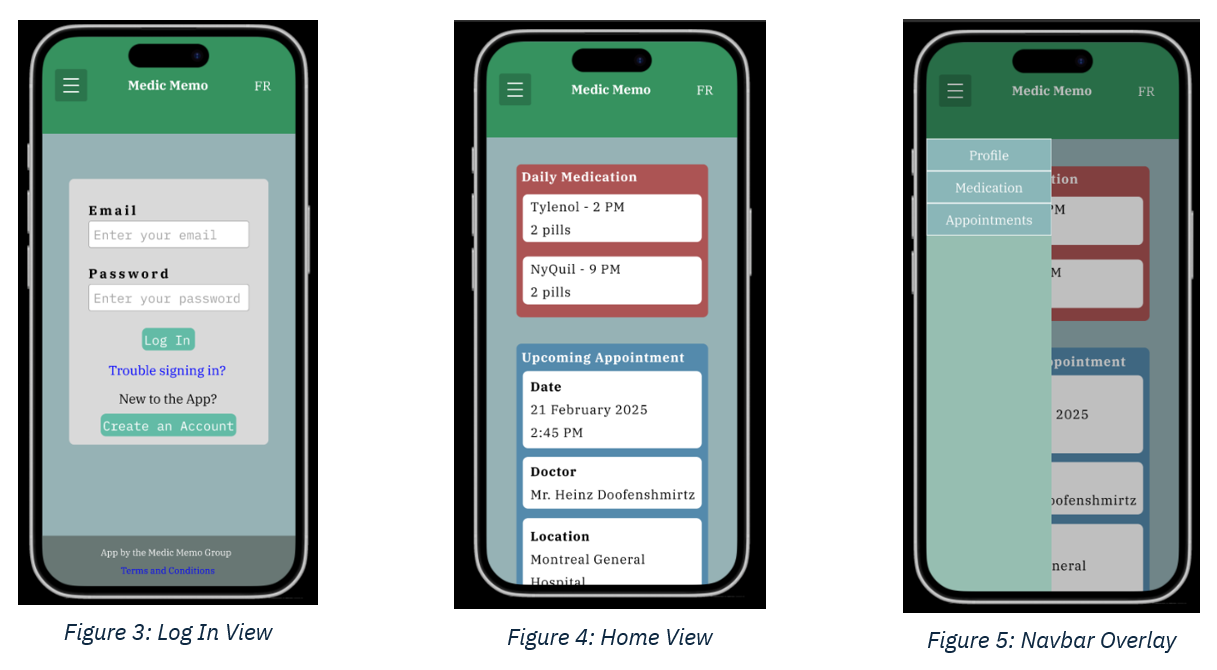 Medic Memo
FR
Email
Enter your email
Password
Enter your password
Log In
Trouble signing in?
New to the App?
Create an Account
App by the Medic Memo Group
Terms and Conditions
Figure 3: Log In View
Medic Memo
FR
Daily Medication
Tylenol - 2 PM
2 pills
NyQuil - 9 PM
2 pills
Upcoming Appointment
Date
21 February 2025
2:45 PM
Doctor
Mr. Heinz Doofenshmirtz
Location
Montreal General
Hospital
Figure 4: Home View
Medic Memo
FR
Profile
Medication
Appointments
tion
PM
M
pointment
2025
oofenshmirtz
neral
Figure 5: Navbar Overlay